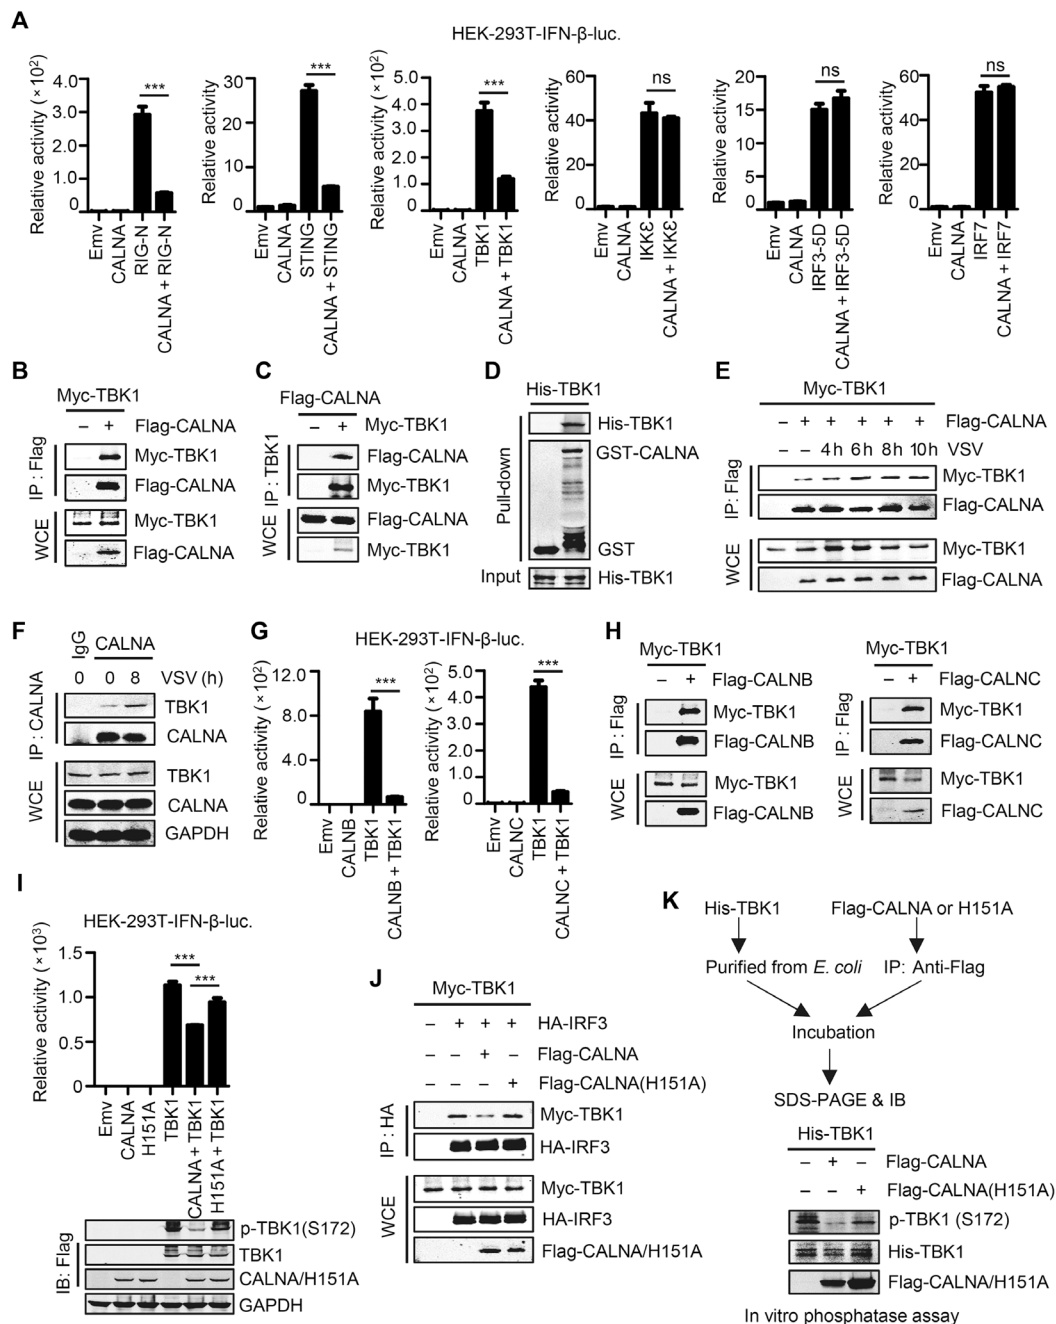 A
HEK-293T-IFN-β-luc.
Relative activity (×10²)
4.0
3.0
2.0
1.0
0
***
Emv
CALNA
RIG-N
CALNA + RIG-N
Relative activity
30
20
10
0
***
Emv
CALNA
STING
CALNA + STING
Relative activity (×10²)
5.0
4.0
3.0
2.0
1.0
0
***
Emv
CALNA
TBK1
CALNA + TBK1
Relative activity
60
40
20
0
ns
Emv
CALNA
IKKε
CALNA + IKKε
Relative activity
20
15
10
5
0
ns
Emv
CALNA
IRF3-5D
CALNA + IRF3-5D
Relative activity
60
40
20
0
ns
Emv
CALNA
IRF7
CALNA + IRF7
B
Myc-TBK1
– + Flag-CALNA
IP : Flag
Myc-TBK1
Flag-CALNA
WCE
Myc-TBK1
Flag-CALNA
C
Flag-CALNA
– + Myc-TBK1
IP : TBK1
Flag-CALNA
Myc-TBK1
WCE
Flag-CALNA
Myc-TBK1
D
His-TBK1
Pull-down
His-TBK1
GST-CALNA
GST
Input
His-TBK1
E
Myc-TBK1
– + + + + + Flag-CALNA
– – 4h 6h 8h 10h VSV
IP: Flag
Myc-TBK1
Flag-CALNA
WCE
Myc-TBK1
Flag-CALNA
F
IgG CALNA
0 0 8 VSV (h)
IP : CALNA
TBK1
CALNA
WCE
TBK1
CALNA
GAPDH
G
HEK-293T-IFN-β-luc.
Relative activity (×10²)
12.0
8.0
4.0
0
***
Emv
CALNB
TBK1
CALNB + TBK1
Relative activity (×10²)
5.0
4.0
3.0
2.0
1.0
0
***
Emv
CALNC
TBK1
CALNC + TBK1
H
Myc-TBK1
– + Flag-CALNB
IP : Flag
Myc-TBK1
Flag-CALNB
WCE
Myc-TBK1
Flag-CALNB
Myc-TBK1
– + Flag-CALNC
IP : Flag
Myc-TBK1
Flag-CALNC
WCE
Myc-TBK1
Flag-CALNC
I
HEK-293T-IFN-β-luc.
Relative activity (×10³)
1.5
1.0
0.5
0
***
***
Emv
CALNA
H151A
TBK1
CALNA + TBK1
H151A + TBK1
IB: Flag
p-TBK1(S172)
TBK1
CALNA/H151A
GAPDH
J
Myc-TBK1
– + + + HA-IRF3
– – + – Flag-CALNA
– – – + Flag-CALNA(H151A)
IP : HA
Myc-TBK1
HA-IRF3
WCE
Myc-TBK1
HA-IRF3
Flag-CALNA/H151A
K
His-TBK1 Flag-CALNA or H151A
Purified from E. coli IP: Anti-Flag
Incubation
SDS-PAGE & IB
His-TBK1
– + – Flag-CALNA
– – + Flag-CALNA(H151A)
p-TBK1 (S172)
His-TBK1
Flag-CALNA/H151A
In vitro phosphatase assay